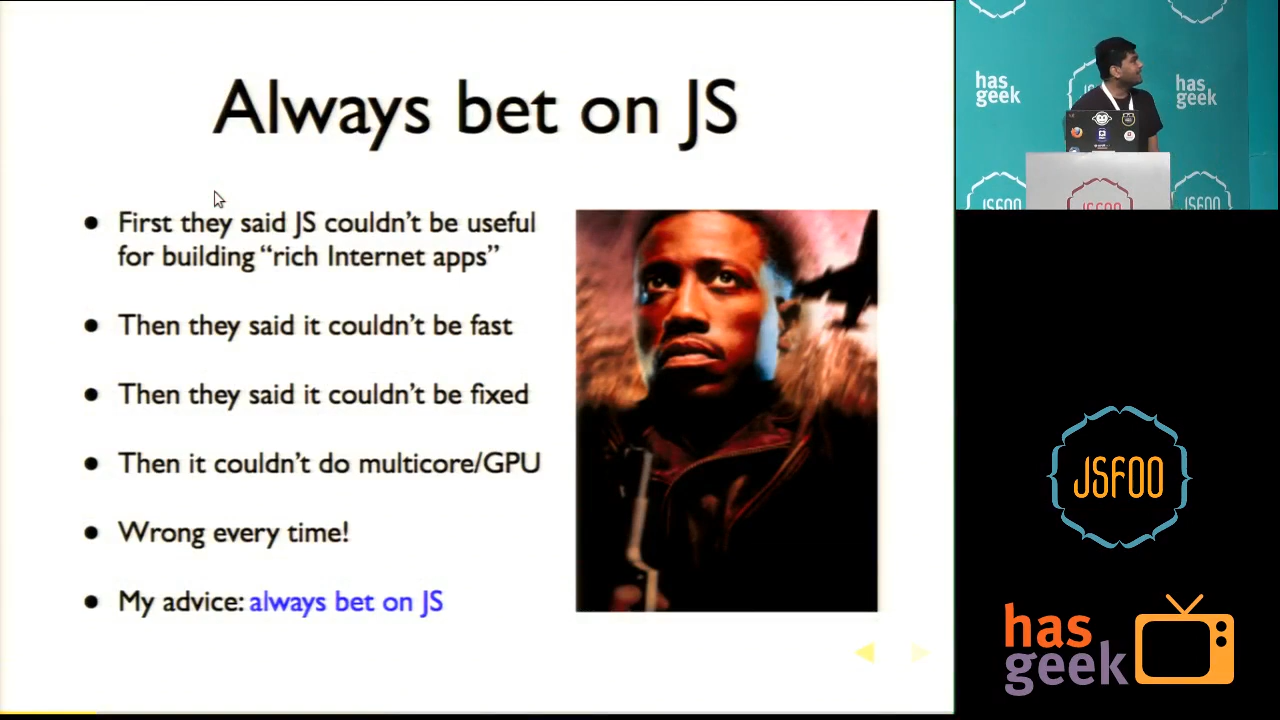 Always bet on JS
● First they said JS couldn't be useful
for building “rich Internet apps”
● Then they said it couldn't be fast
● Then they said it couldn't be fixed
● Then it couldn't do multicore/GPU
● Wrong every time!
● My advice: always bet on JS
has
geek
has
geek
JSFOO
JSFOO
JSFOO
JSFOO
has
geek